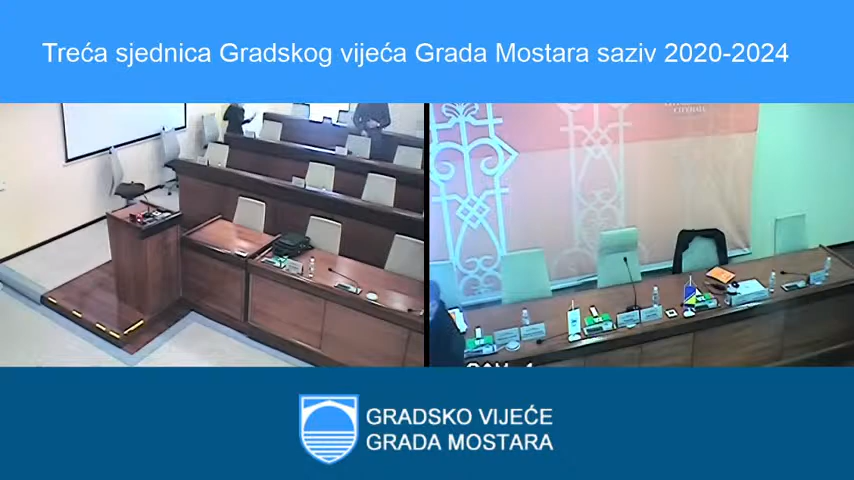 Treća sjednica Gradskog vijeća Grada Mostara saziv 2020-2024
GRADSKO VIJEĆE
GRADA MOSTARA